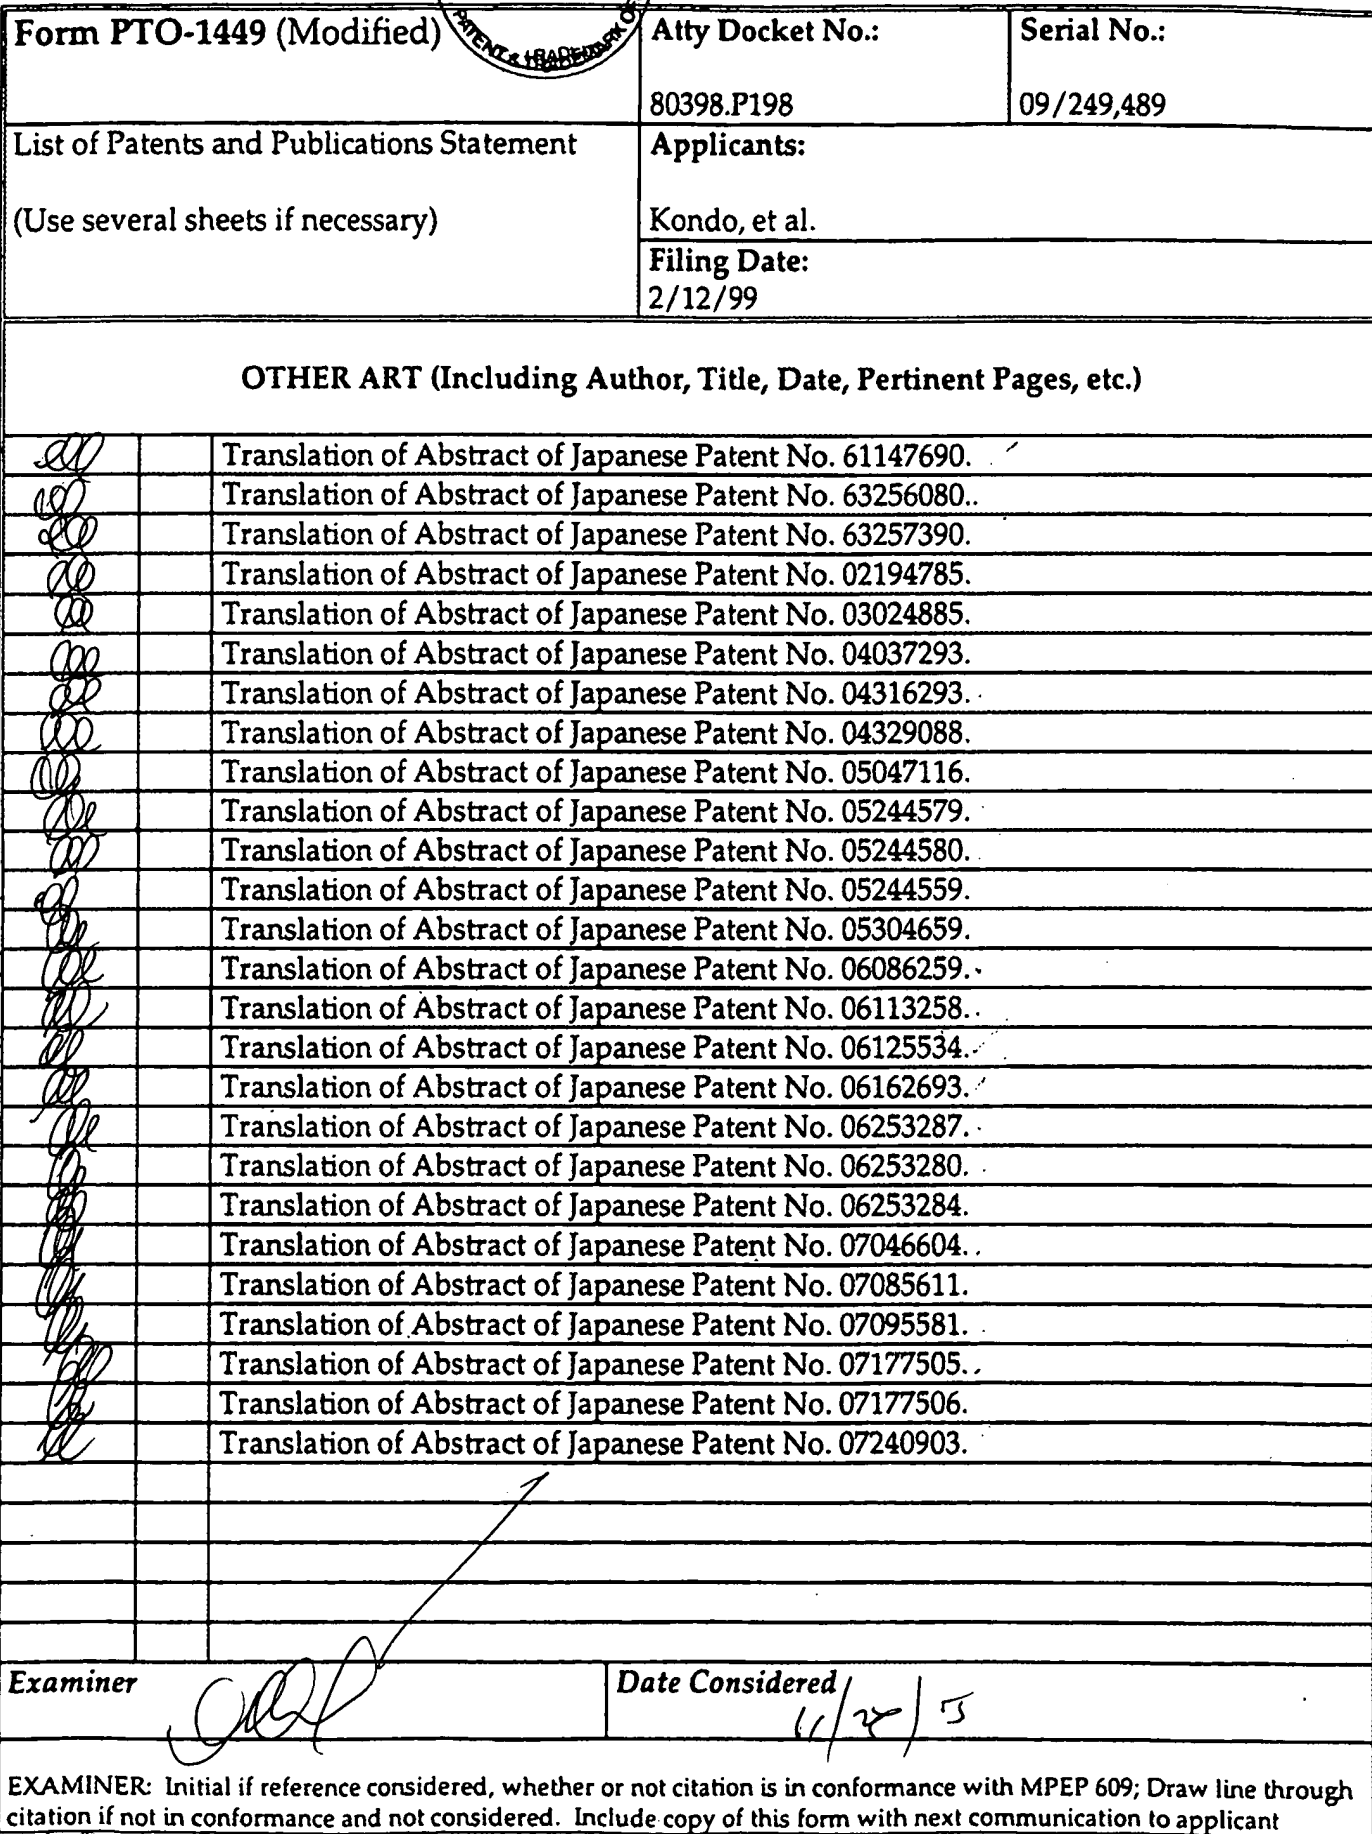 Form PTO-1449 (Modified)
PATENT & TRADEMARK
Atty Docket No.:
Serial No.:
80398.P198
09/249,489
List of Patents and Publications Statement
Applicants:
(Use several sheets if necessary)
Kondo, et al.
Filing Date:
2/12/99
OTHER ART (Including Author, Title, Date, Pertinent Pages, etc.)
Translation of Abstract of Japanese Patent No. 61147690.
Translation of Abstract of Japanese Patent No. 63256080..
Translation of Abstract of Japanese Patent No. 63257390.
Translation of Abstract of Japanese Patent No. 02194785.
Translation of Abstract of Japanese Patent No. 03024885.
Translation of Abstract of Japanese Patent No. 04037293.
Translation of Abstract of Japanese Patent No. 04316293.
Translation of Abstract of Japanese Patent No. 04329088.
Translation of Abstract of Japanese Patent No. 05047116.
Translation of Abstract of Japanese Patent No. 05244579.
Translation of Abstract of Japanese Patent No. 05244580.
Translation of Abstract of Japanese Patent No. 05244559.
Translation of Abstract of Japanese Patent No. 05304659.
Translation of Abstract of Japanese Patent No. 06086259.
Translation of Abstract of Japanese Patent No. 06113258.
Translation of Abstract of Japanese Patent No. 06125534.
Translation of Abstract of Japanese Patent No. 06162693.
Translation of Abstract of Japanese Patent No. 06253287.
Translation of Abstract of Japanese Patent No. 06253280.
Translation of Abstract of Japanese Patent No. 06253284.
Translation of Abstract of Japanese Patent No. 07046604.
Translation of Abstract of Japanese Patent No. 07085611.
Translation of Abstract of Japanese Patent No. 07095581.
Translation of Abstract of Japanese Patent No. 07177505.
Translation of Abstract of Japanese Patent No. 07177506.
Translation of Abstract of Japanese Patent No. 07240903.
Examiner
Date Considered
EXAMINER: Initial if reference considered, whether or not citation is in conformance with MPEP 609; Draw line through
citation if not in conformance and not considered. Include copy of this form with next communication to applicant